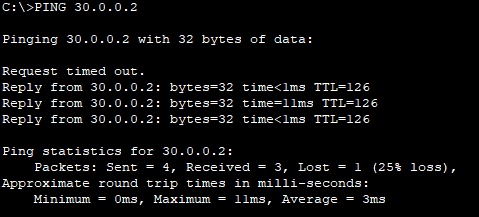 C:\>PING 30.0.0.2
Pinging 30.0.0.2 with 32 bytes of data:
Request timed out.
Reply from 30.0.0.2: bytes=32 time<1ms TTL=126
Reply from 30.0.0.2: bytes=32 time=11ms TTL=126
Reply from 30.0.0.2: bytes=32 time<1ms TTL=126
Ping statistics for 30.0.0.2:
Packets: Sent = 4, Received = 3, Lost = 1 (25% loss),
Approximate round trip times in milli-seconds:
Minimum = 0ms, Maximum = 11ms, Average = 3ms